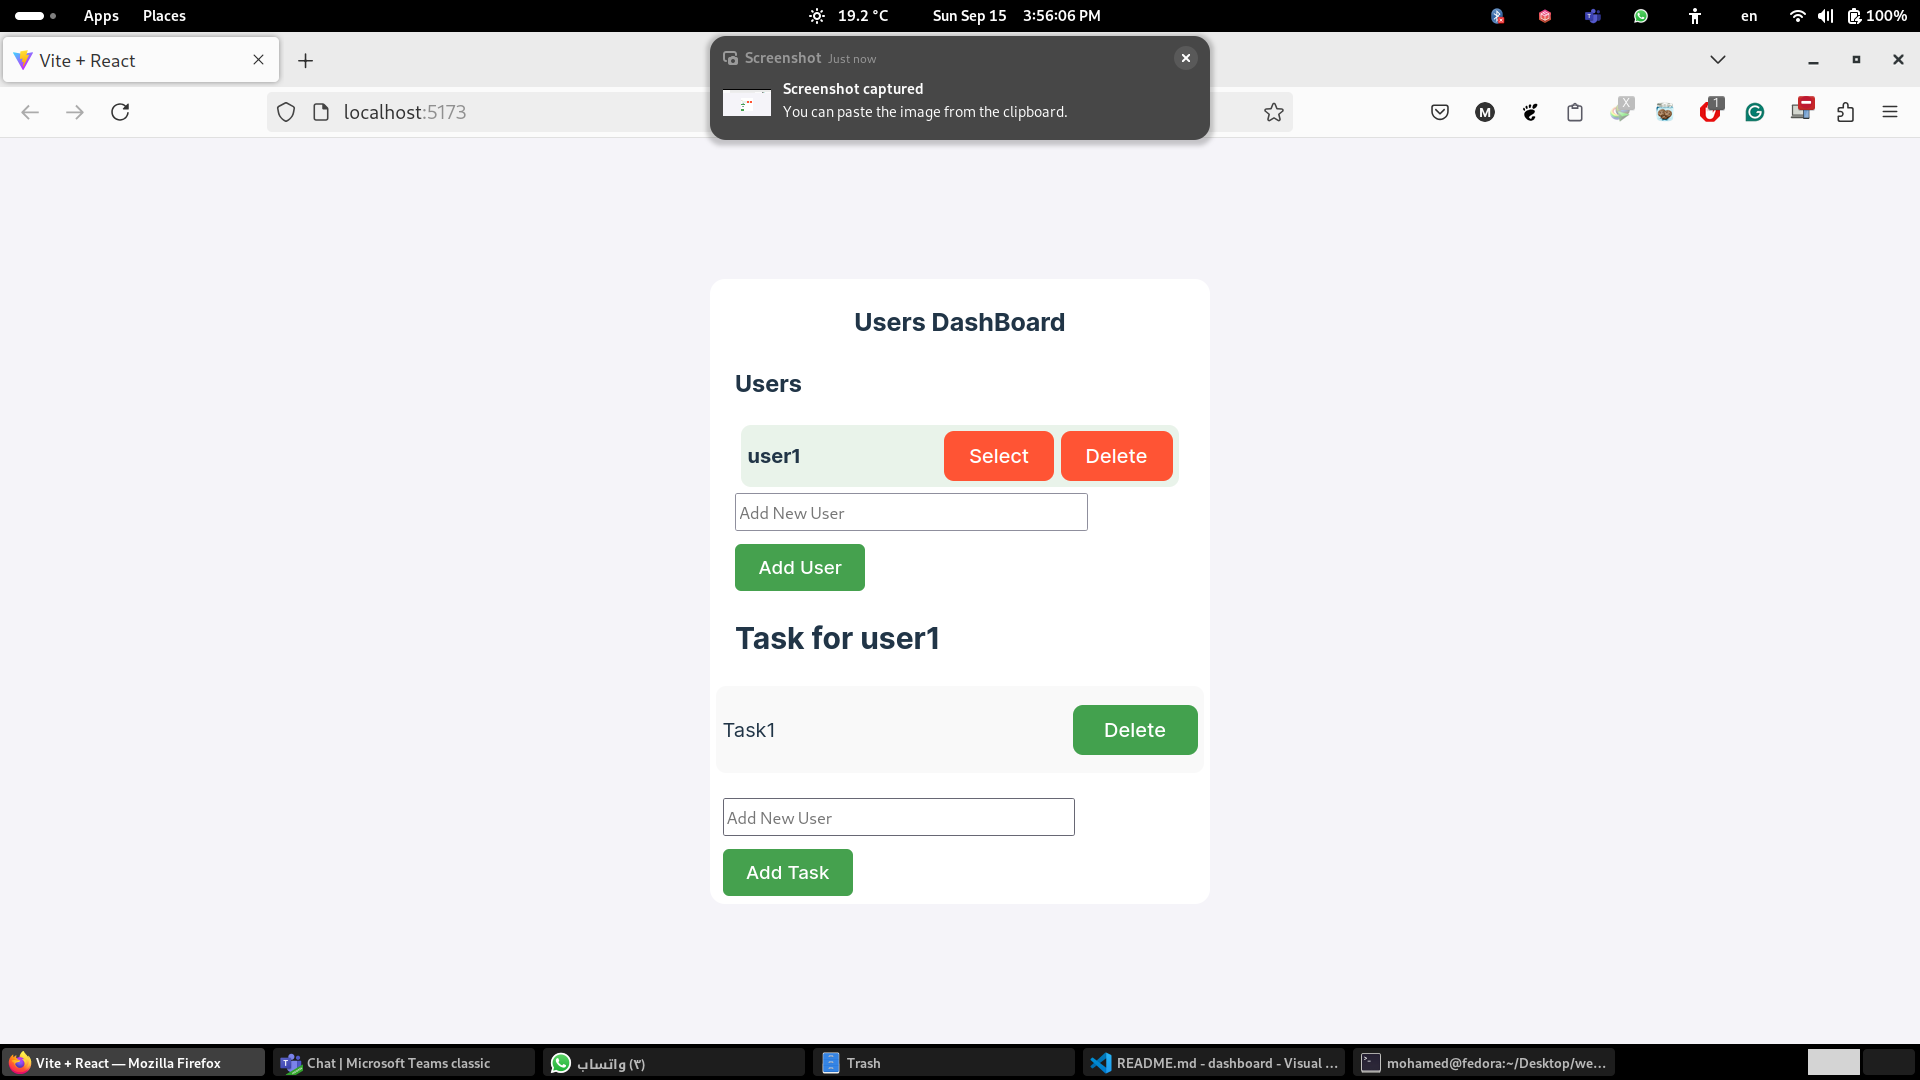 Apps Places 19.2 °C Sun Sep 15 3:56:06 PM en 100%
Vite + React
Screenshot Just now
Screenshot captured
You can paste the image from the clipboard.
localhost:5173
M X 1
Users DashBoard
Users
user1 Select Delete
Add New User
Add User
Task for user1
Task1 Delete
Add New User
Add Task
Vite + React — Mozilla Firefox Chat | Microsoft Teams classic (٣) واتساب Trash README.md - dashboard - Visual ... mohamed@fedora:~/Desktop/we...